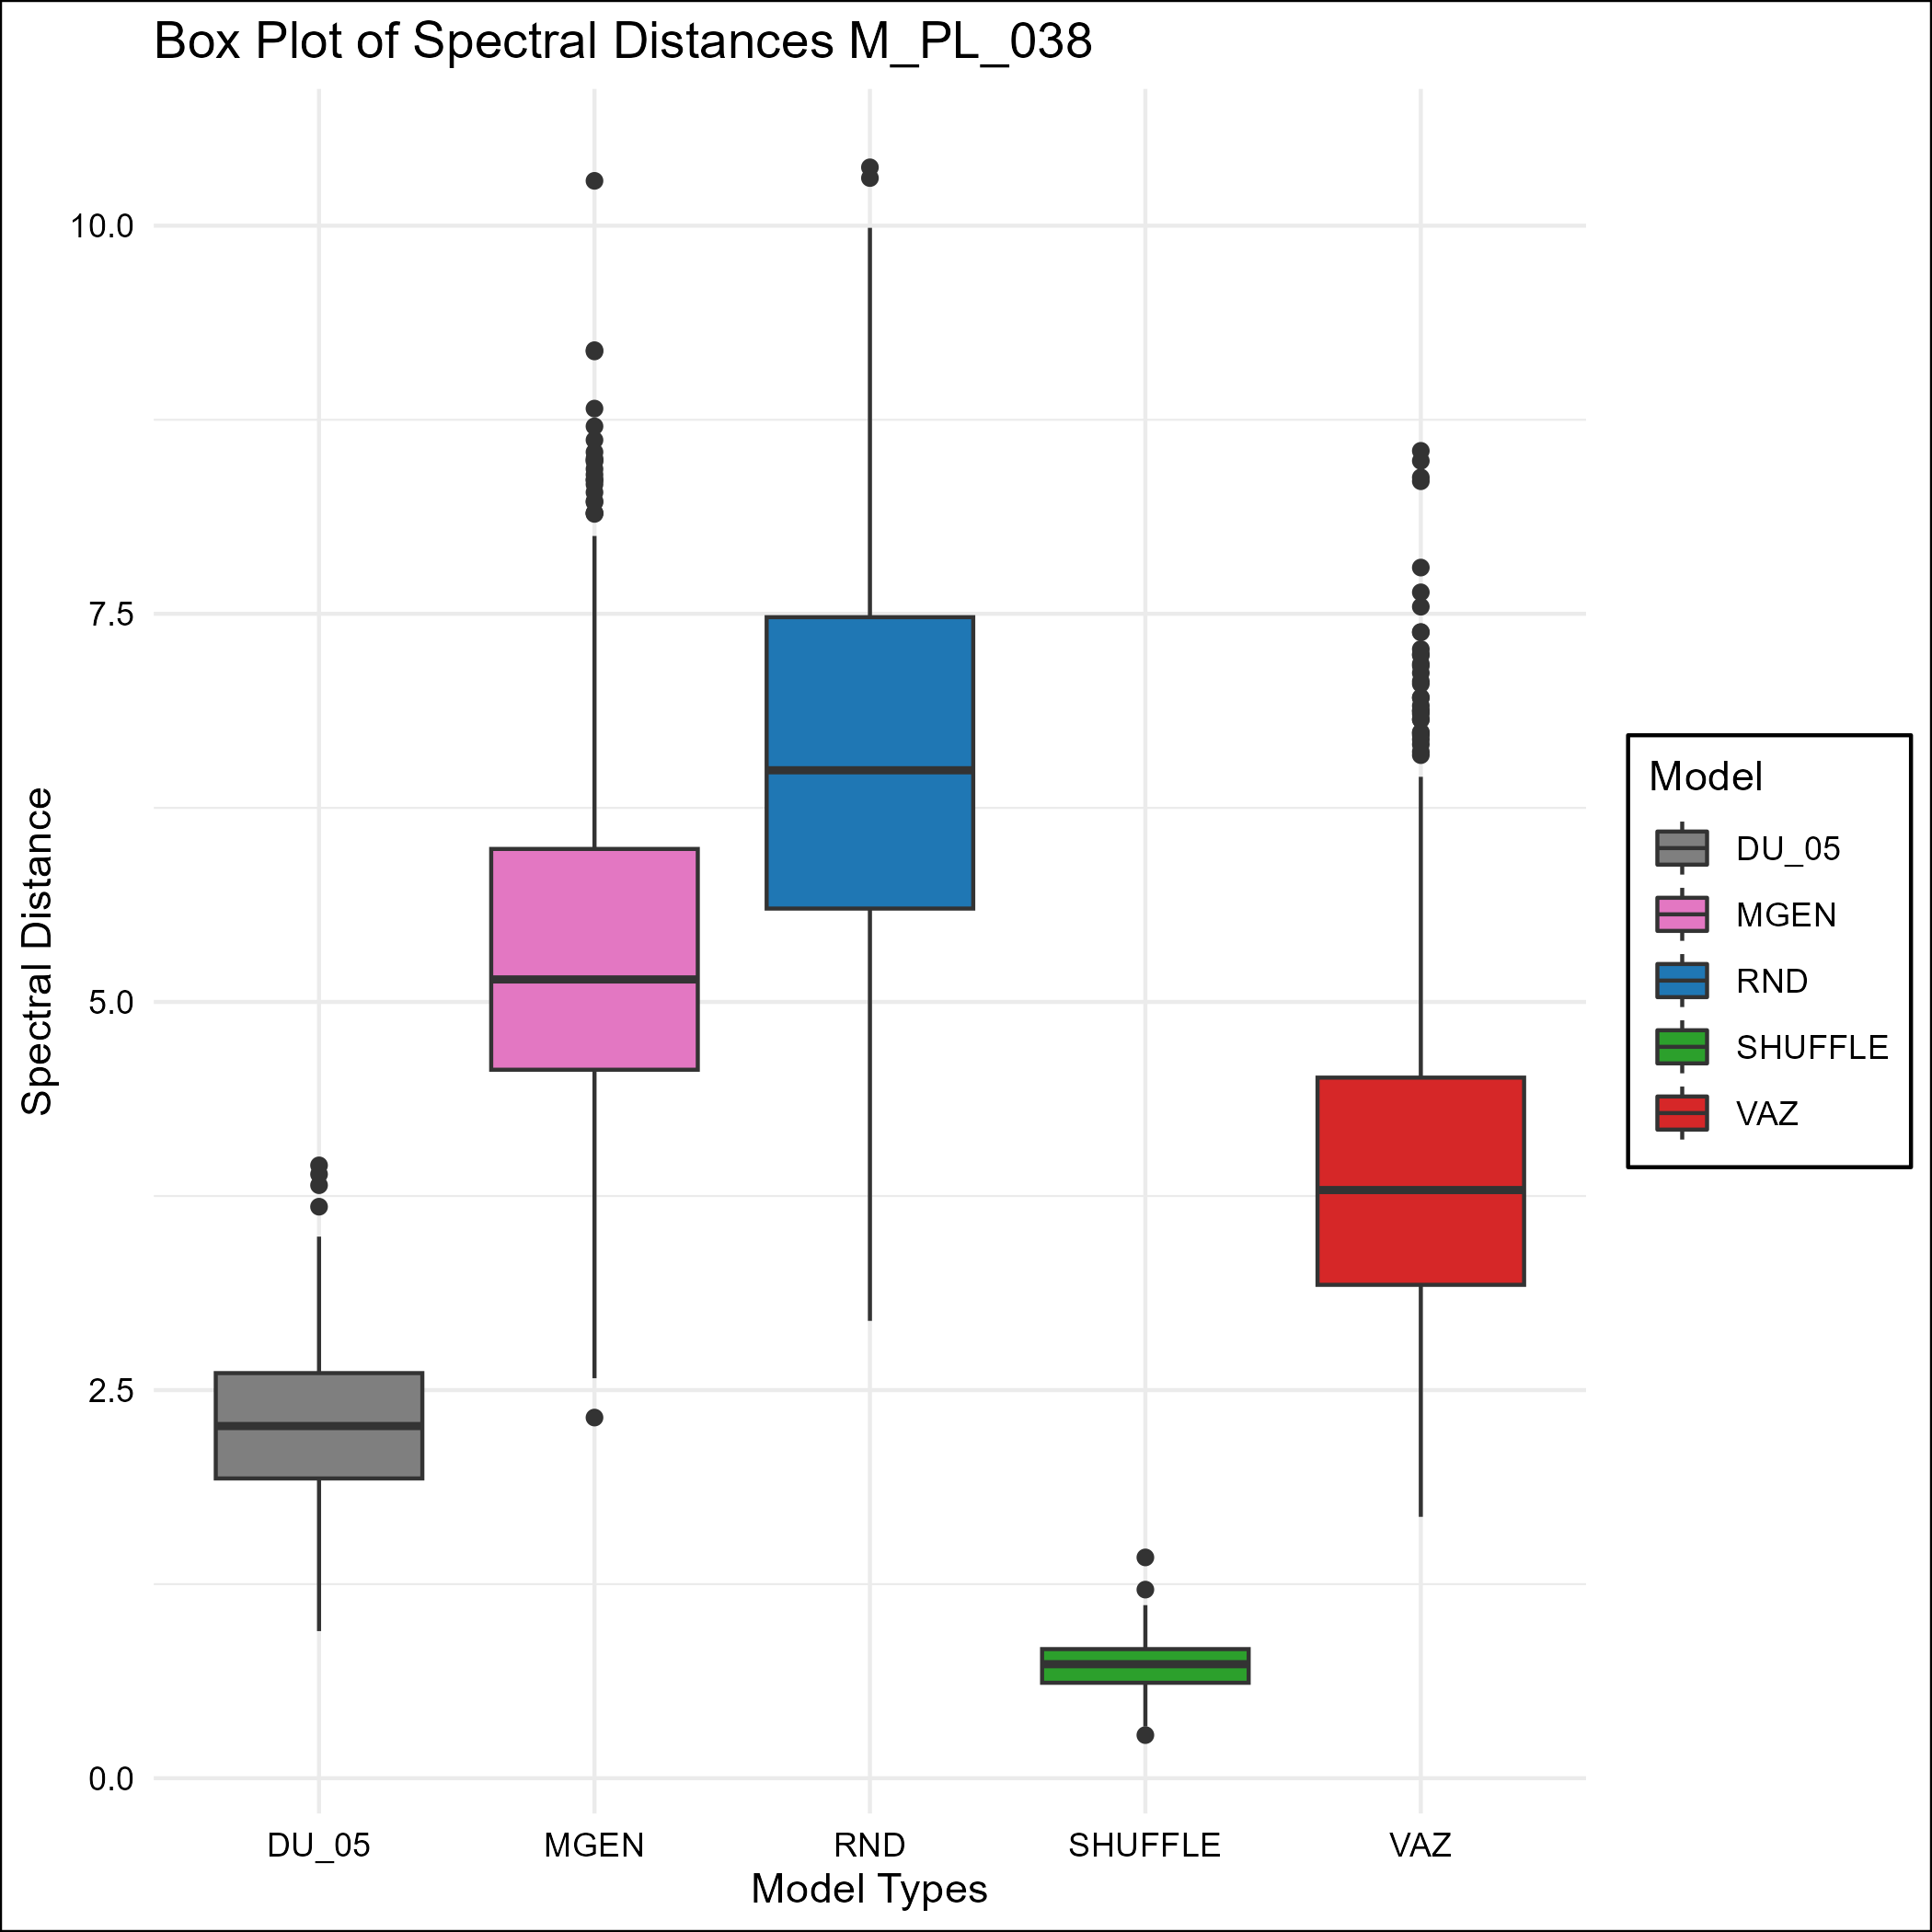 Box Plot of Spectral Distances M_PL_038
Spectral Distance
10.0
7.5
5.0
2.5
0.0
DU_05
MGEN
RND
SHUFFLE
VAZ
Model Types
Model
DU_05
MGEN
RND
SHUFFLE
VAZ